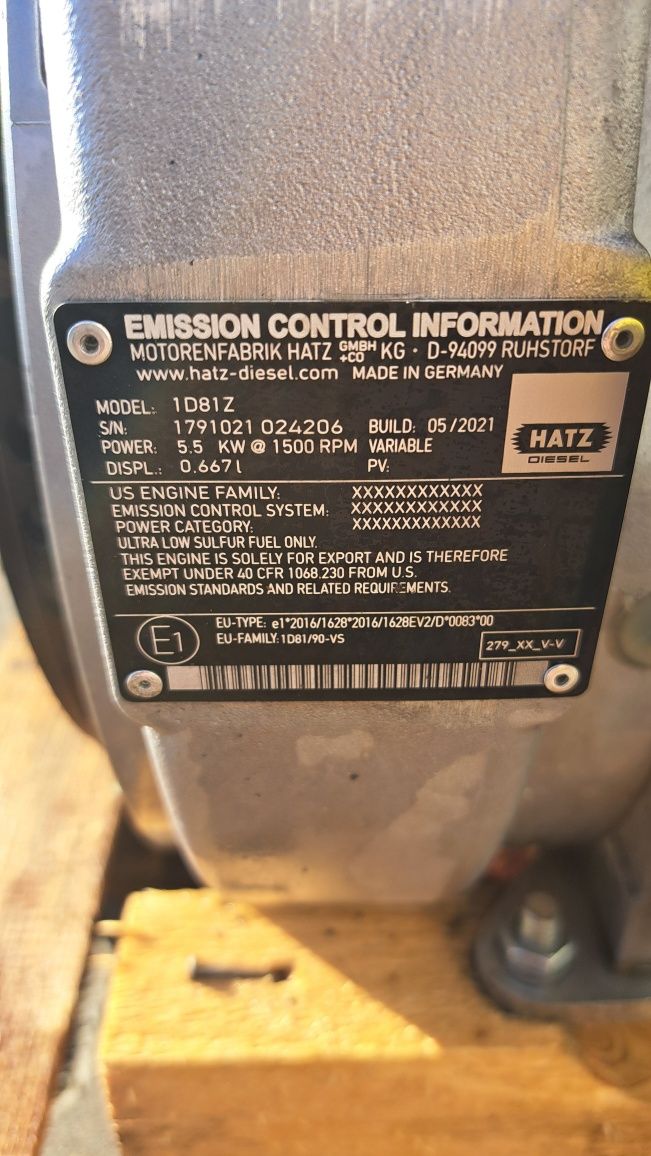 EMISSION CONTROL INFORMATION
MOTORENFABRIK HATZ GMBH +CO KG · D-94099 RUHSTORF
www.hatz-diesel.com MADE IN GERMANY
MODEL: 1D81Z
S/N: 1791021 024206 BUILD: 05/2021
POWER: 5.5 KW @ 1500 RPM VARIABLE
DISPL.: 0.667 l PV:
HATZ
DIESEL
US ENGINE FAMILY: XXXXXXXXXXXX
EMISSION CONTROL SYSTEM: XXXXXXXXXXXX
POWER CATEGORY: XXXXXXXXXXXX
ULTRA LOW SULFUR FUEL ONLY.
THIS ENGINE IS SOLELY FOR EXPORT AND IS THEREFORE
EXEMPT UNDER 40 CFR 1068.230 FROM U.S.
EMISSION STANDARDS AND RELATED REQUIREMENTS.
E1
EU-TYPE: e1*2016/1628*2016/1628EV2/D*0083*00
EU-FAMILY: 1D81/90-VS
279_XX_V-V